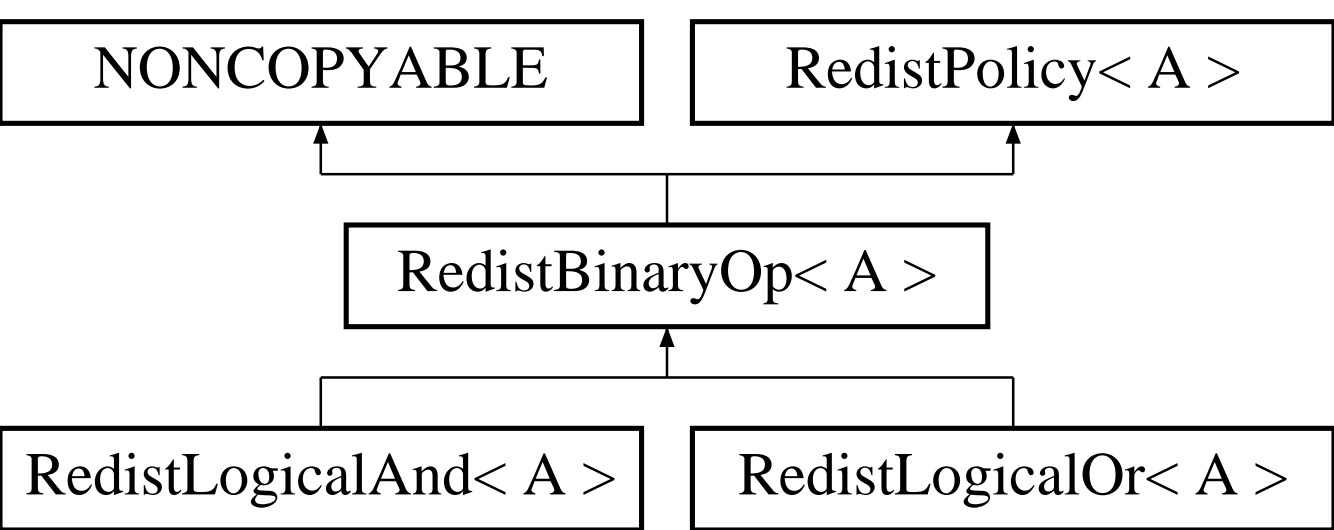 NONCOPYABLE
RedistPolicy< A >
RedistBinaryOp< A >
RedistLogicalAnd< A >
RedistLogicalOr< A >